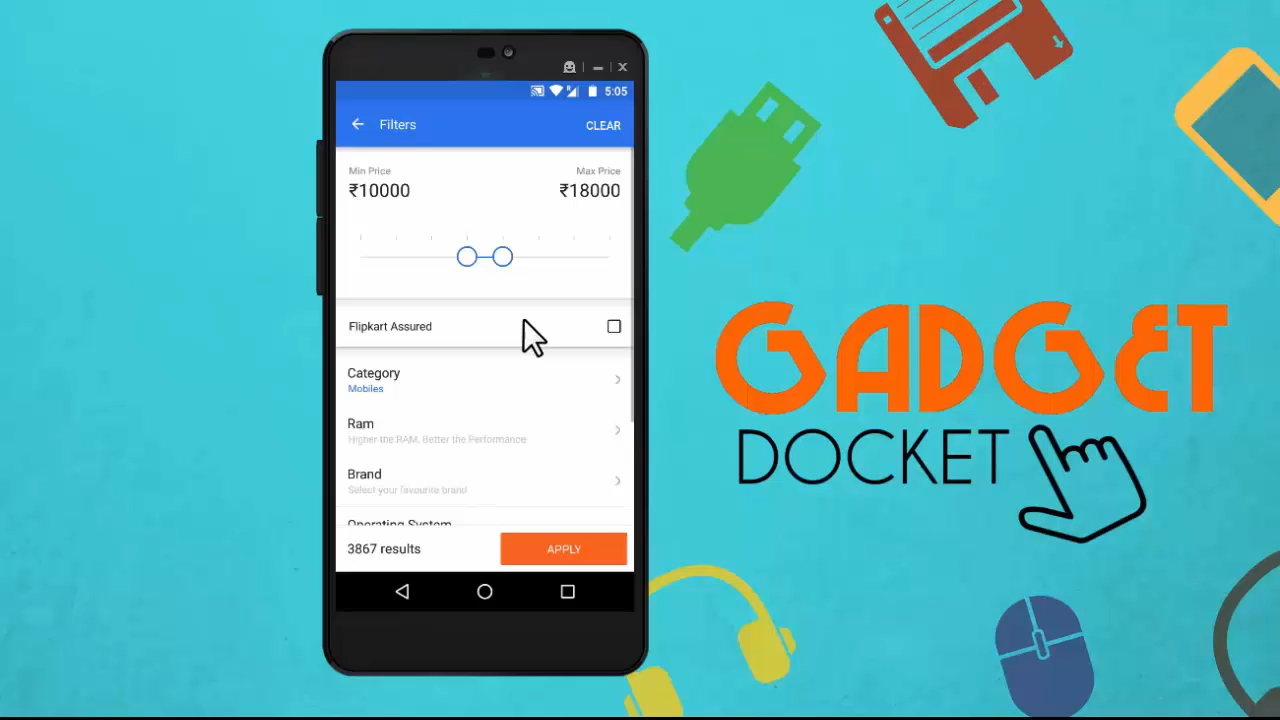 5:05
Filters
CLEAR
Min Price
Max Price
₹10000
₹18000
Flipkart Assured
Category
Mobiles
Ram
Higher the RAM, Better the Performance
Brand
Select your favourite brand
Operating System
3867 results
APPLY
GADGET
DOCKET